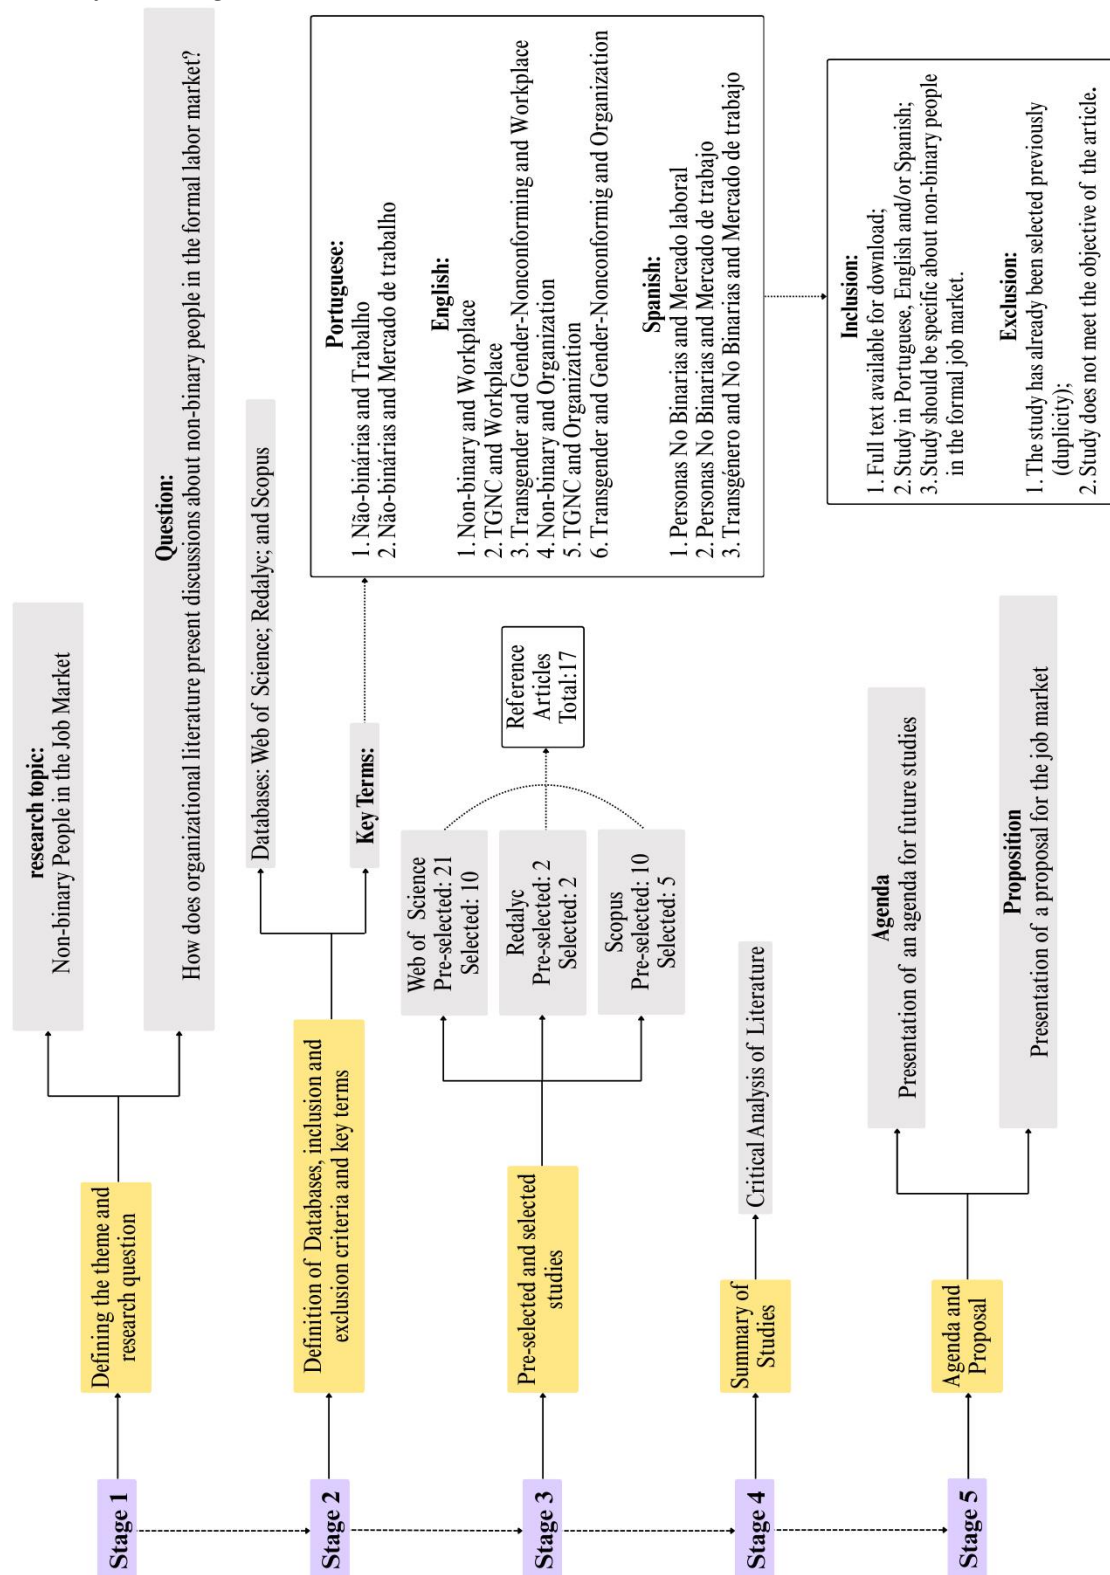 Stage 1
Defining the theme and
research question
research topic:
Non-binary People in the Job Market
Question:
How does organizational literature present discussions about non-binary people in the formal labor market?
Stage 2
Definition of Databases, inclusion and
exclusion criteria and key terms
Databases: Web of Science; Redalyc; and Scopus
Key Terms:
Portuguese:
1. Não-binárias and Trabalho
2. Não-binárias and Mercado de trabalho
English:
1. Non-binary and Workplace
2. TGNC and Workplace
3. Transgender and Gender-Nonconforming and Workplace
4. Non-binary and Organization
5. TGNC and Organization
6. Transgender and Gender-Nonconformig and Organization
Spanish:
1. Personas No Binarias and Mercado laboral
2. Personas No Binarias and Mercado de trabajo
3. Transgénero and No Binarias and Mercado de trabajo
Inclusion:
1. Full text available for download;
2. Study in Portuguese, English and/or Spanish;
3. Study should be specific about non-binary people
in the formal job market.
Exclusion:
1. The study has already been selected previously
(duplicity);
2. Study does not meet the objective of the article.
Stage 3
Pre-selected and selected
studies
Web of Science
Pre-selected: 21
Selected: 10
Redalyc
Pre-selected: 2
Selected: 2
Scopus
Pre-selected: 10
Selected: 5
Reference
Articles
Total:17
Stage 4
Summary of
Studies
Critical Analysis of Literature
Stage 5
Agenda and
Proposal
Agenda
Presentation of an agenda for future studies
Proposition
Presentation of a proposal for the job market